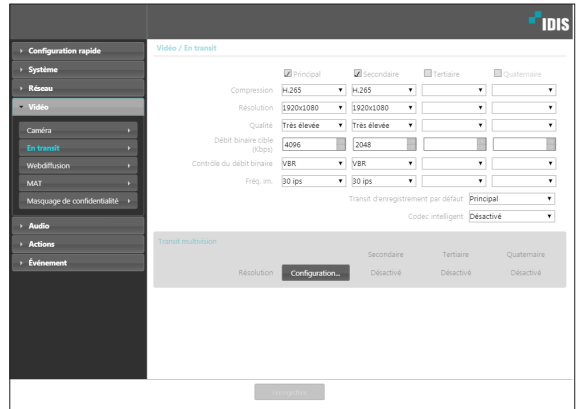 IDIS
Configuration rapide
Système
Réseau
Vidéo
Caméra
En transit
Webdiffusion
MAT
Masquage de confidentialité
Audio
Actions
Événement
Vidéo / En transit
Principal Secondaire Tertiaire Quaternaire
Compression H.265 H.265
Résolution 1920x1080 1920x1080
Qualité Très élevée Très élevée
Débit binaire cible (Kbps) 4096 2048
Contrôle du débit binaire VBR VBR
Fréq. im. 30 ips 30 ips
Transit d'enregistrement par défaut Principal
Codec intelligent Désactivé
Transit multivision
Secondaire Tertiaire Quaternaire
Résolution Configuration... Désactivé Désactivé Désactivé
Enregistrer